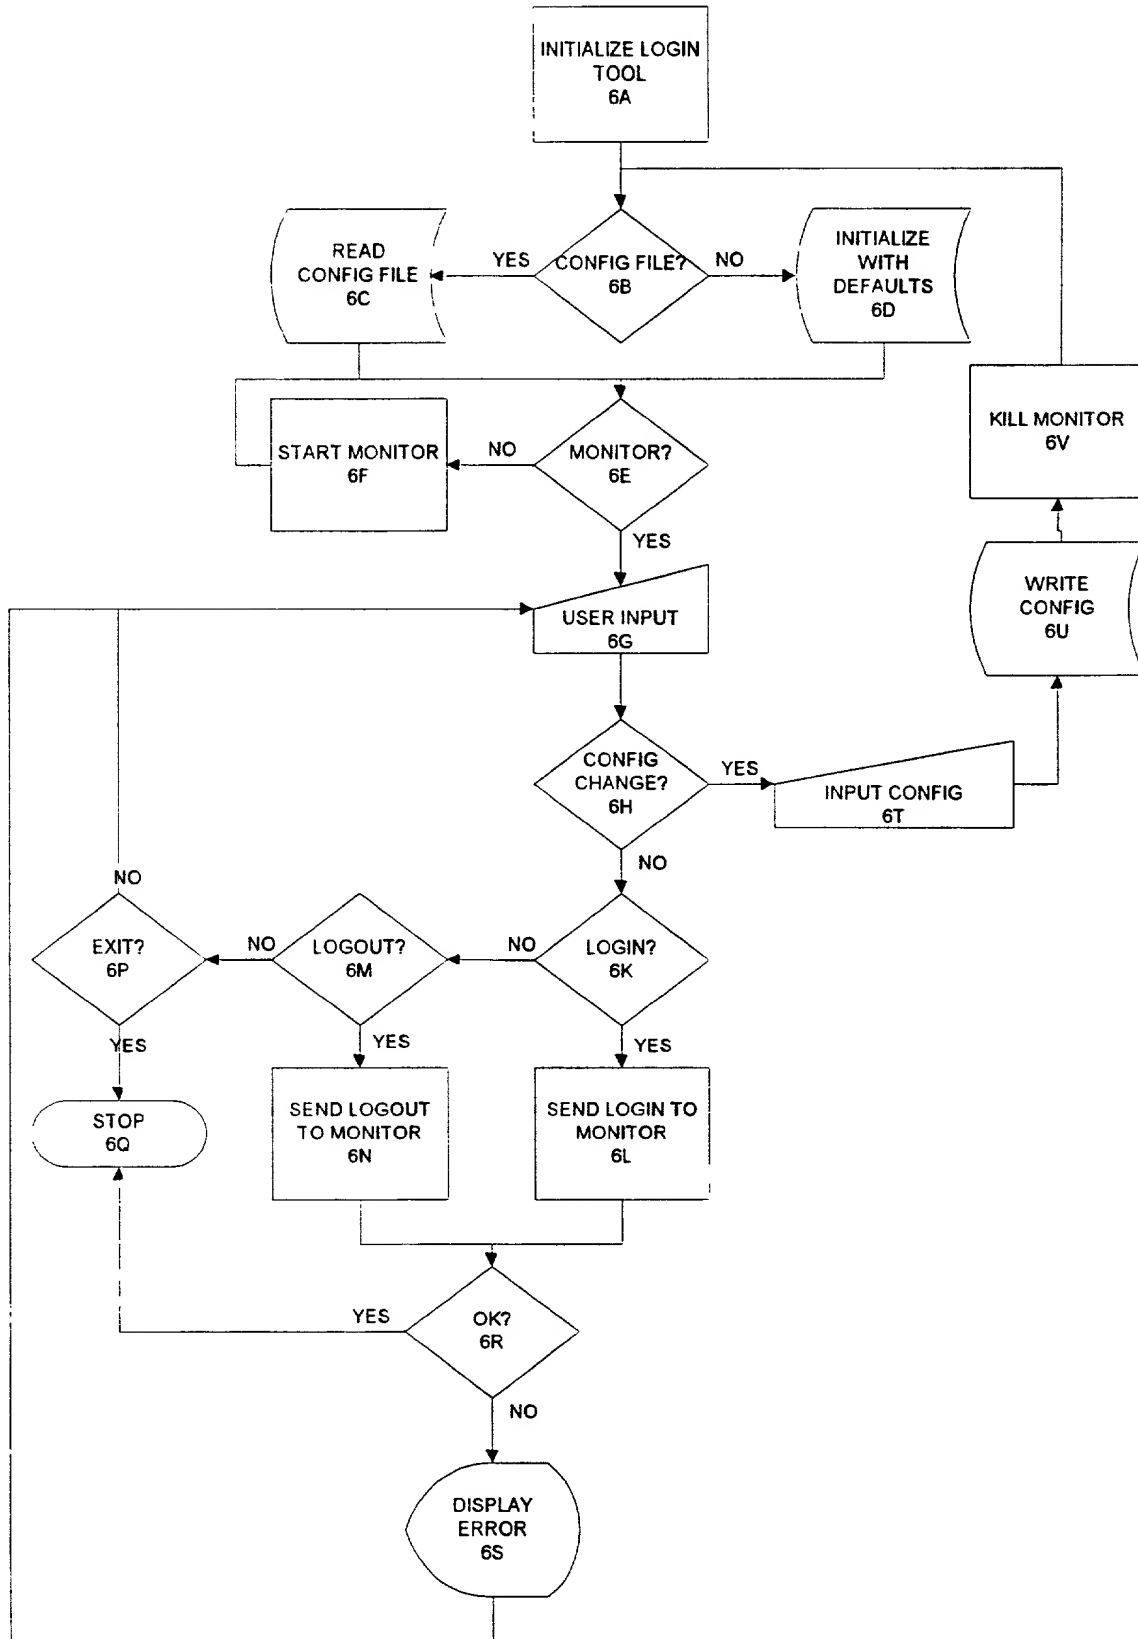 INITIALIZE LOGIN
TOOL
6A
READ
CONFIG FILE
6C
YES
CONFIG FILE?
6B
NO
INITIALIZE
WITH
DEFAULTS
6D
START MONITOR
6F
NO
MONITOR?
6E
YES
KILL MONITOR
6V
USER INPUT
6G
WRITE
CONFIG
6U
CONFIG
CHANGE?
6H
YES
INPUT CONFIG
6T
NO
NO
EXIT?
6P
NO
LOGOUT?
6M
NO
LOGIN?
6K
YES
YES
YES
STOP
6Q
SEND LOGOUT
TO MONITOR
6N
SEND LOGIN TO
MONITOR
6L
YES
OK?
6R
NO
DISPLAY
ERROR
6S